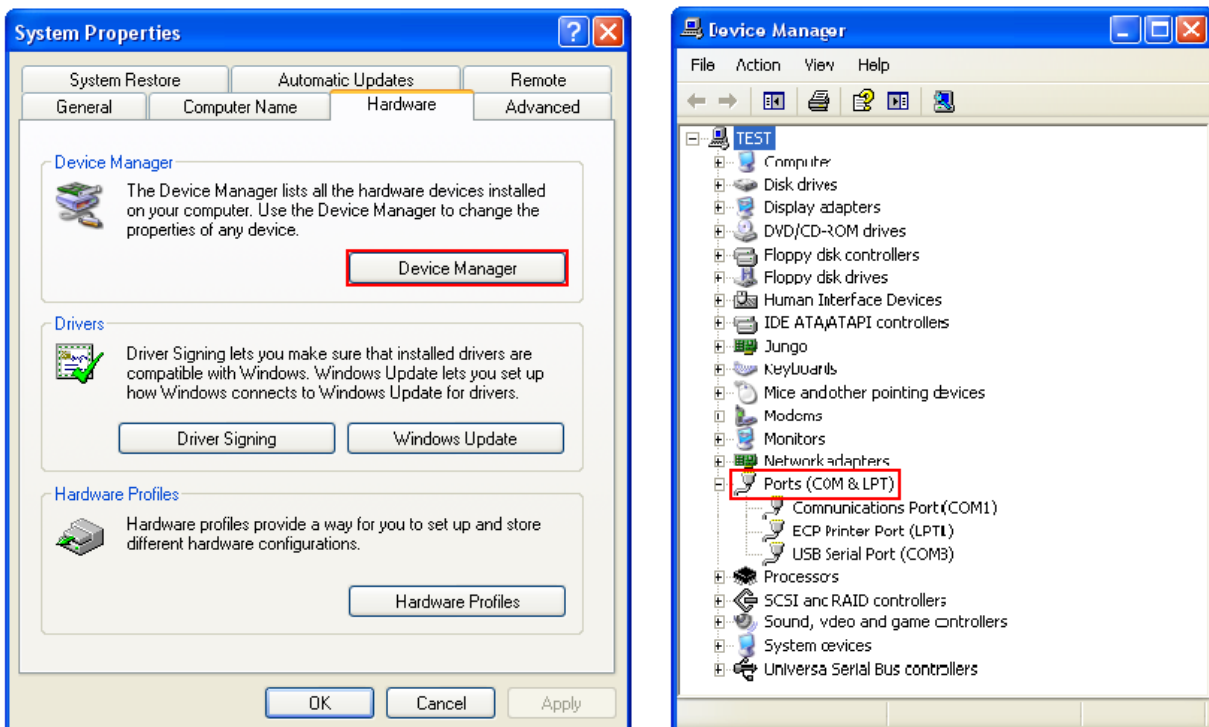 System Properties
System Restore
Automatic Updates
Remote
General
Computer Name
Hardware
Advanced
Device Manager
The Device Manager lists all the hardware devices installed
on your computer. Use the Device Manager to change the
properties of any device.
Device Manager
Drivers
Driver Signing lets you make sure that installed drivers are
compatible with Windows. Windows Update lets you set up
how Windows connects to Windows Update for drivers.
Driver Signing
Windows Update
Hardware Profiles
Hardware profiles provide a way for you to set up and store
different hardware configurations.
Hardware Profiles
OK
Cancel
Apply
Device Manager
File Action View Help
TEST
Computer
Disk drives
Display adapters
DVD/CD-ROM drives
Floppy disk controllers
Floppy disk drives
Human Interface Devices
IDE ATA/ATAPI controllers
Jungo
Keyboards
Mice and other pointing devices
Modems
Monitors
Network adapters
Ports (COM & LPT)
Communications Port (COM1)
ECP Printer Port (LPT1)
USB Serial Port (COM3)
Processors
SCSI and RAID controllers
Sound, video and game controllers
System devices
Universal Serial Bus controllers